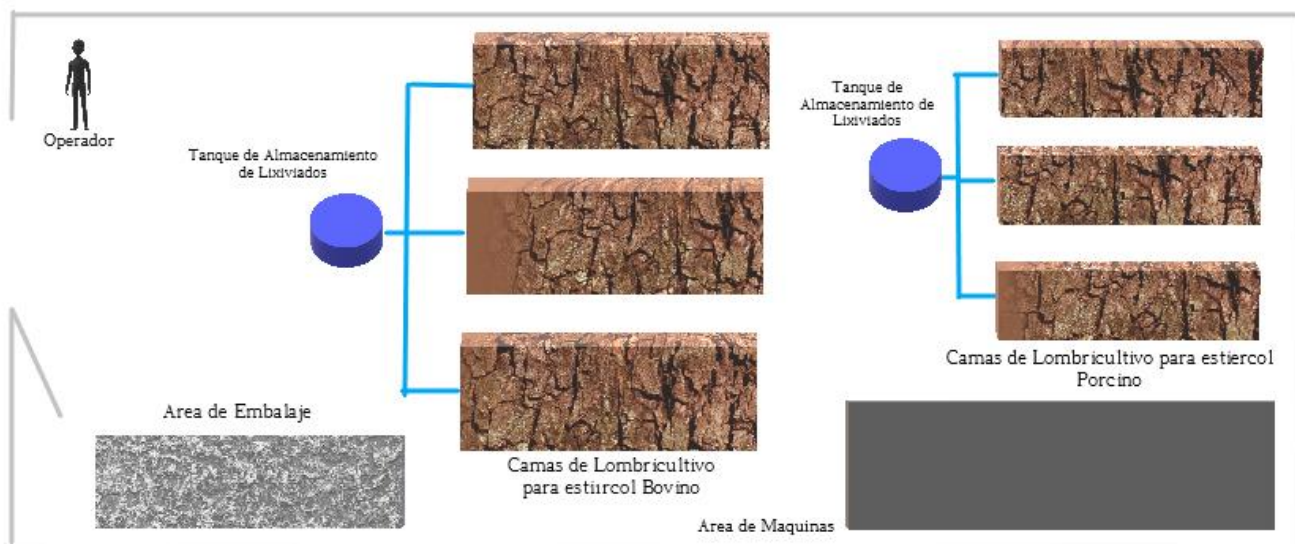 Operador
Tanque de Almacenamiento
de Lixiviados
Tanque de
Almacenamiento de
Lixiviados
Camas de Lombricultivo para estiercol
Porcino
Area de Embalaje
Camas de Lombricultivo
para estiircol Bovino
Area de Maquinas